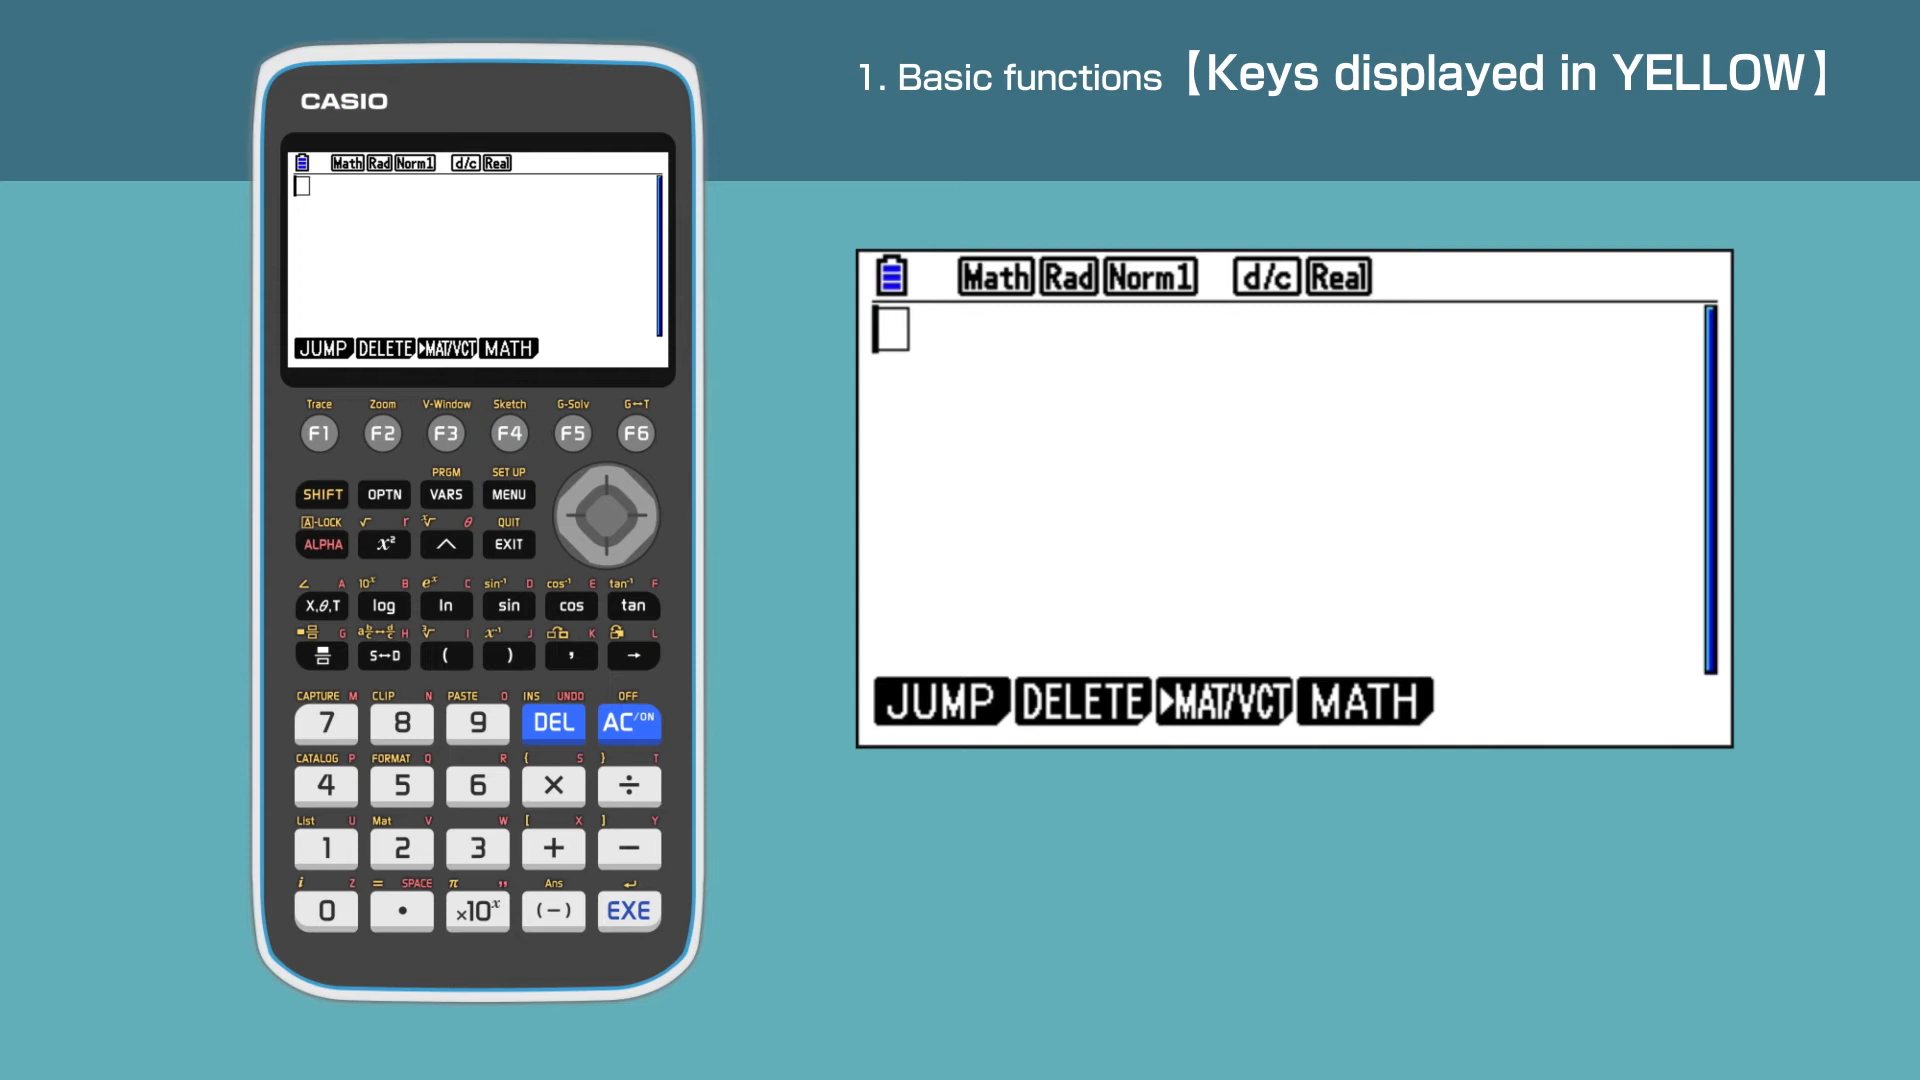 1. Basic functions【Keys displayed in YELLOW】
CASIO
Math Rad Norm1 d/c Real
JUMP DELETE ▶MAT/VCT MATH
Trace Zoom V-Window Sketch G-Solv G↔T
F1 F2 F3 F4 F5 F6
PRGM SET UP
SHIFT OPTN VARS MENU
A-LOCK √ r ˣ√ θ QUIT
ALPHA x² ^ EXIT
∠ A 10ˣ B eˣ C sin⁻¹ D cos⁻¹ E tan⁻¹ F
X,θ,T log ln sin cos tan
G a b/c↔d/c H ³√ I x⁻¹ J K L
S↔D ( ) , →
CAPTURE M CLIP N PASTE O INS UNDO OFF
7 8 9 DEL AC/ON
CATALOG P FORMAT Q R { S } T
4 5 6 × ÷
List U Mat V W [ X ] Y
1 2 3 + −
i Z = SPACE π " Ans ↵
0 • ×10ˣ (−) EXE
Math Rad Norm1 d/c Real
JUMP DELETE ▶MAT/VCT MATH